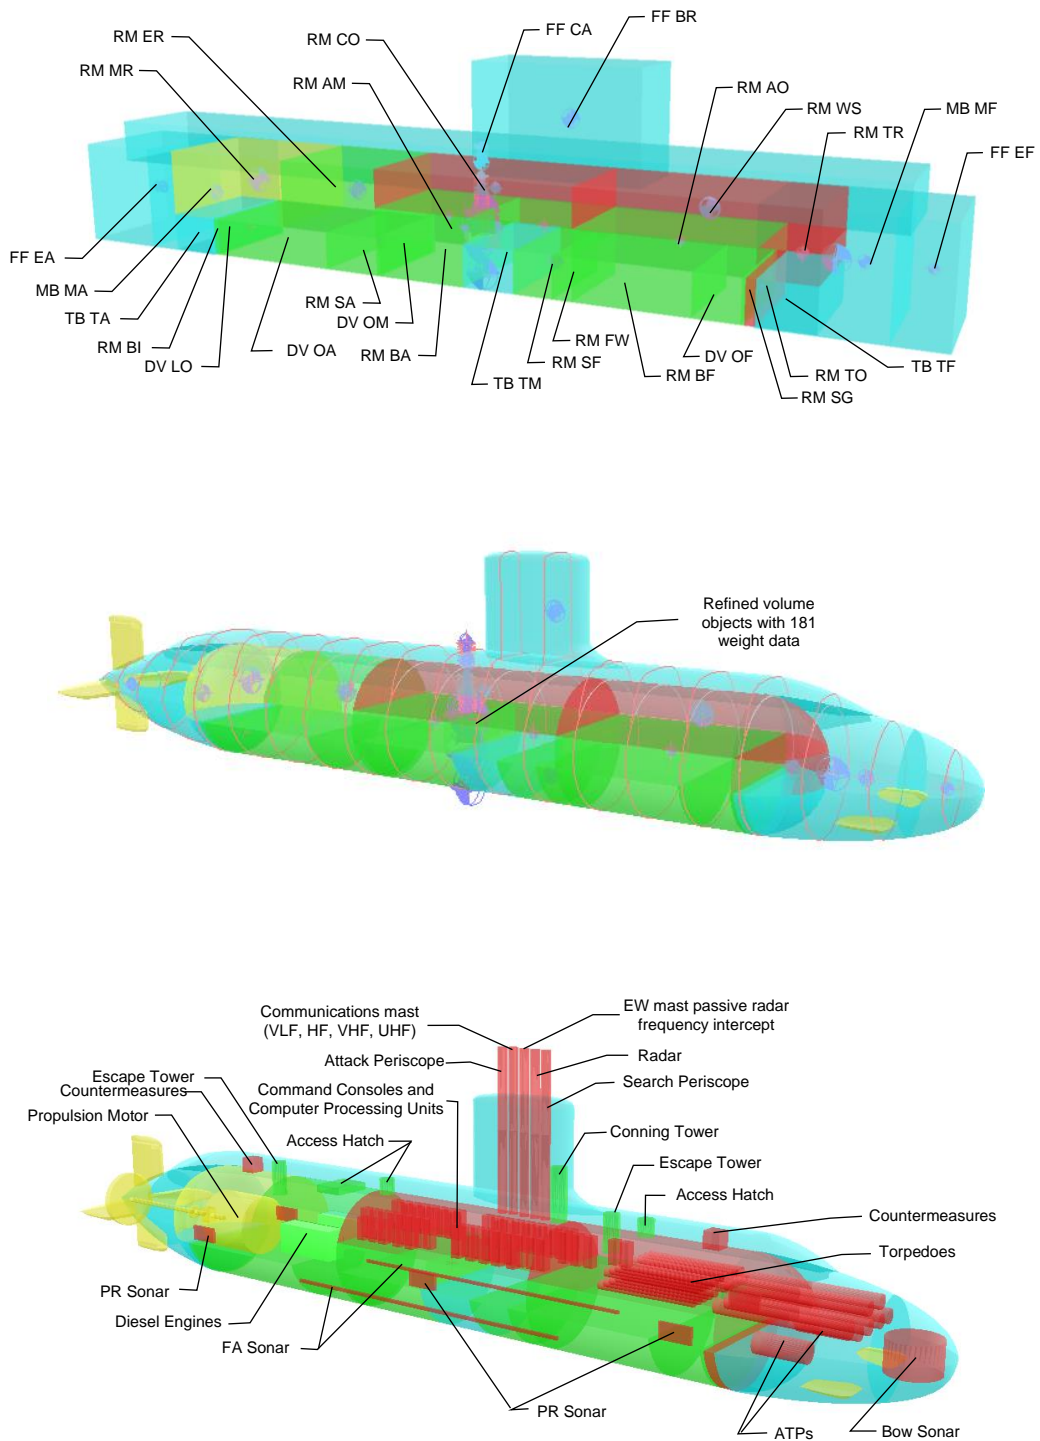 FF BR
FF CA
RM ER
RM CO
RM MR
RM AM
RM AO
RM WS
MB MF
RM TR
FF EF
FF EA
MB MA
TB TA
RM BI
DV LO
DV OA
RM SA
DV OM
RM BA
TB TM
RM SF
RM FW
RM BF
DV OF
RM SG
RM TO
TB TF
Refined volume
objects with 181
weight data
Communications mast
(VLF, HF, VHF, UHF)
EW mast passive radar
frequency intercept
Attack Periscope
Radar
Escape Tower
Countermeasures
Command Consoles and
Computer Processing Units
Search Periscope
Propulsion Motor
Access Hatch
Conning Tower
Escape Tower
Access Hatch
Countermeasures
Torpedoes
PR Sonar
Diesel Engines
FA Sonar
PR Sonar
ATPs
Bow Sonar